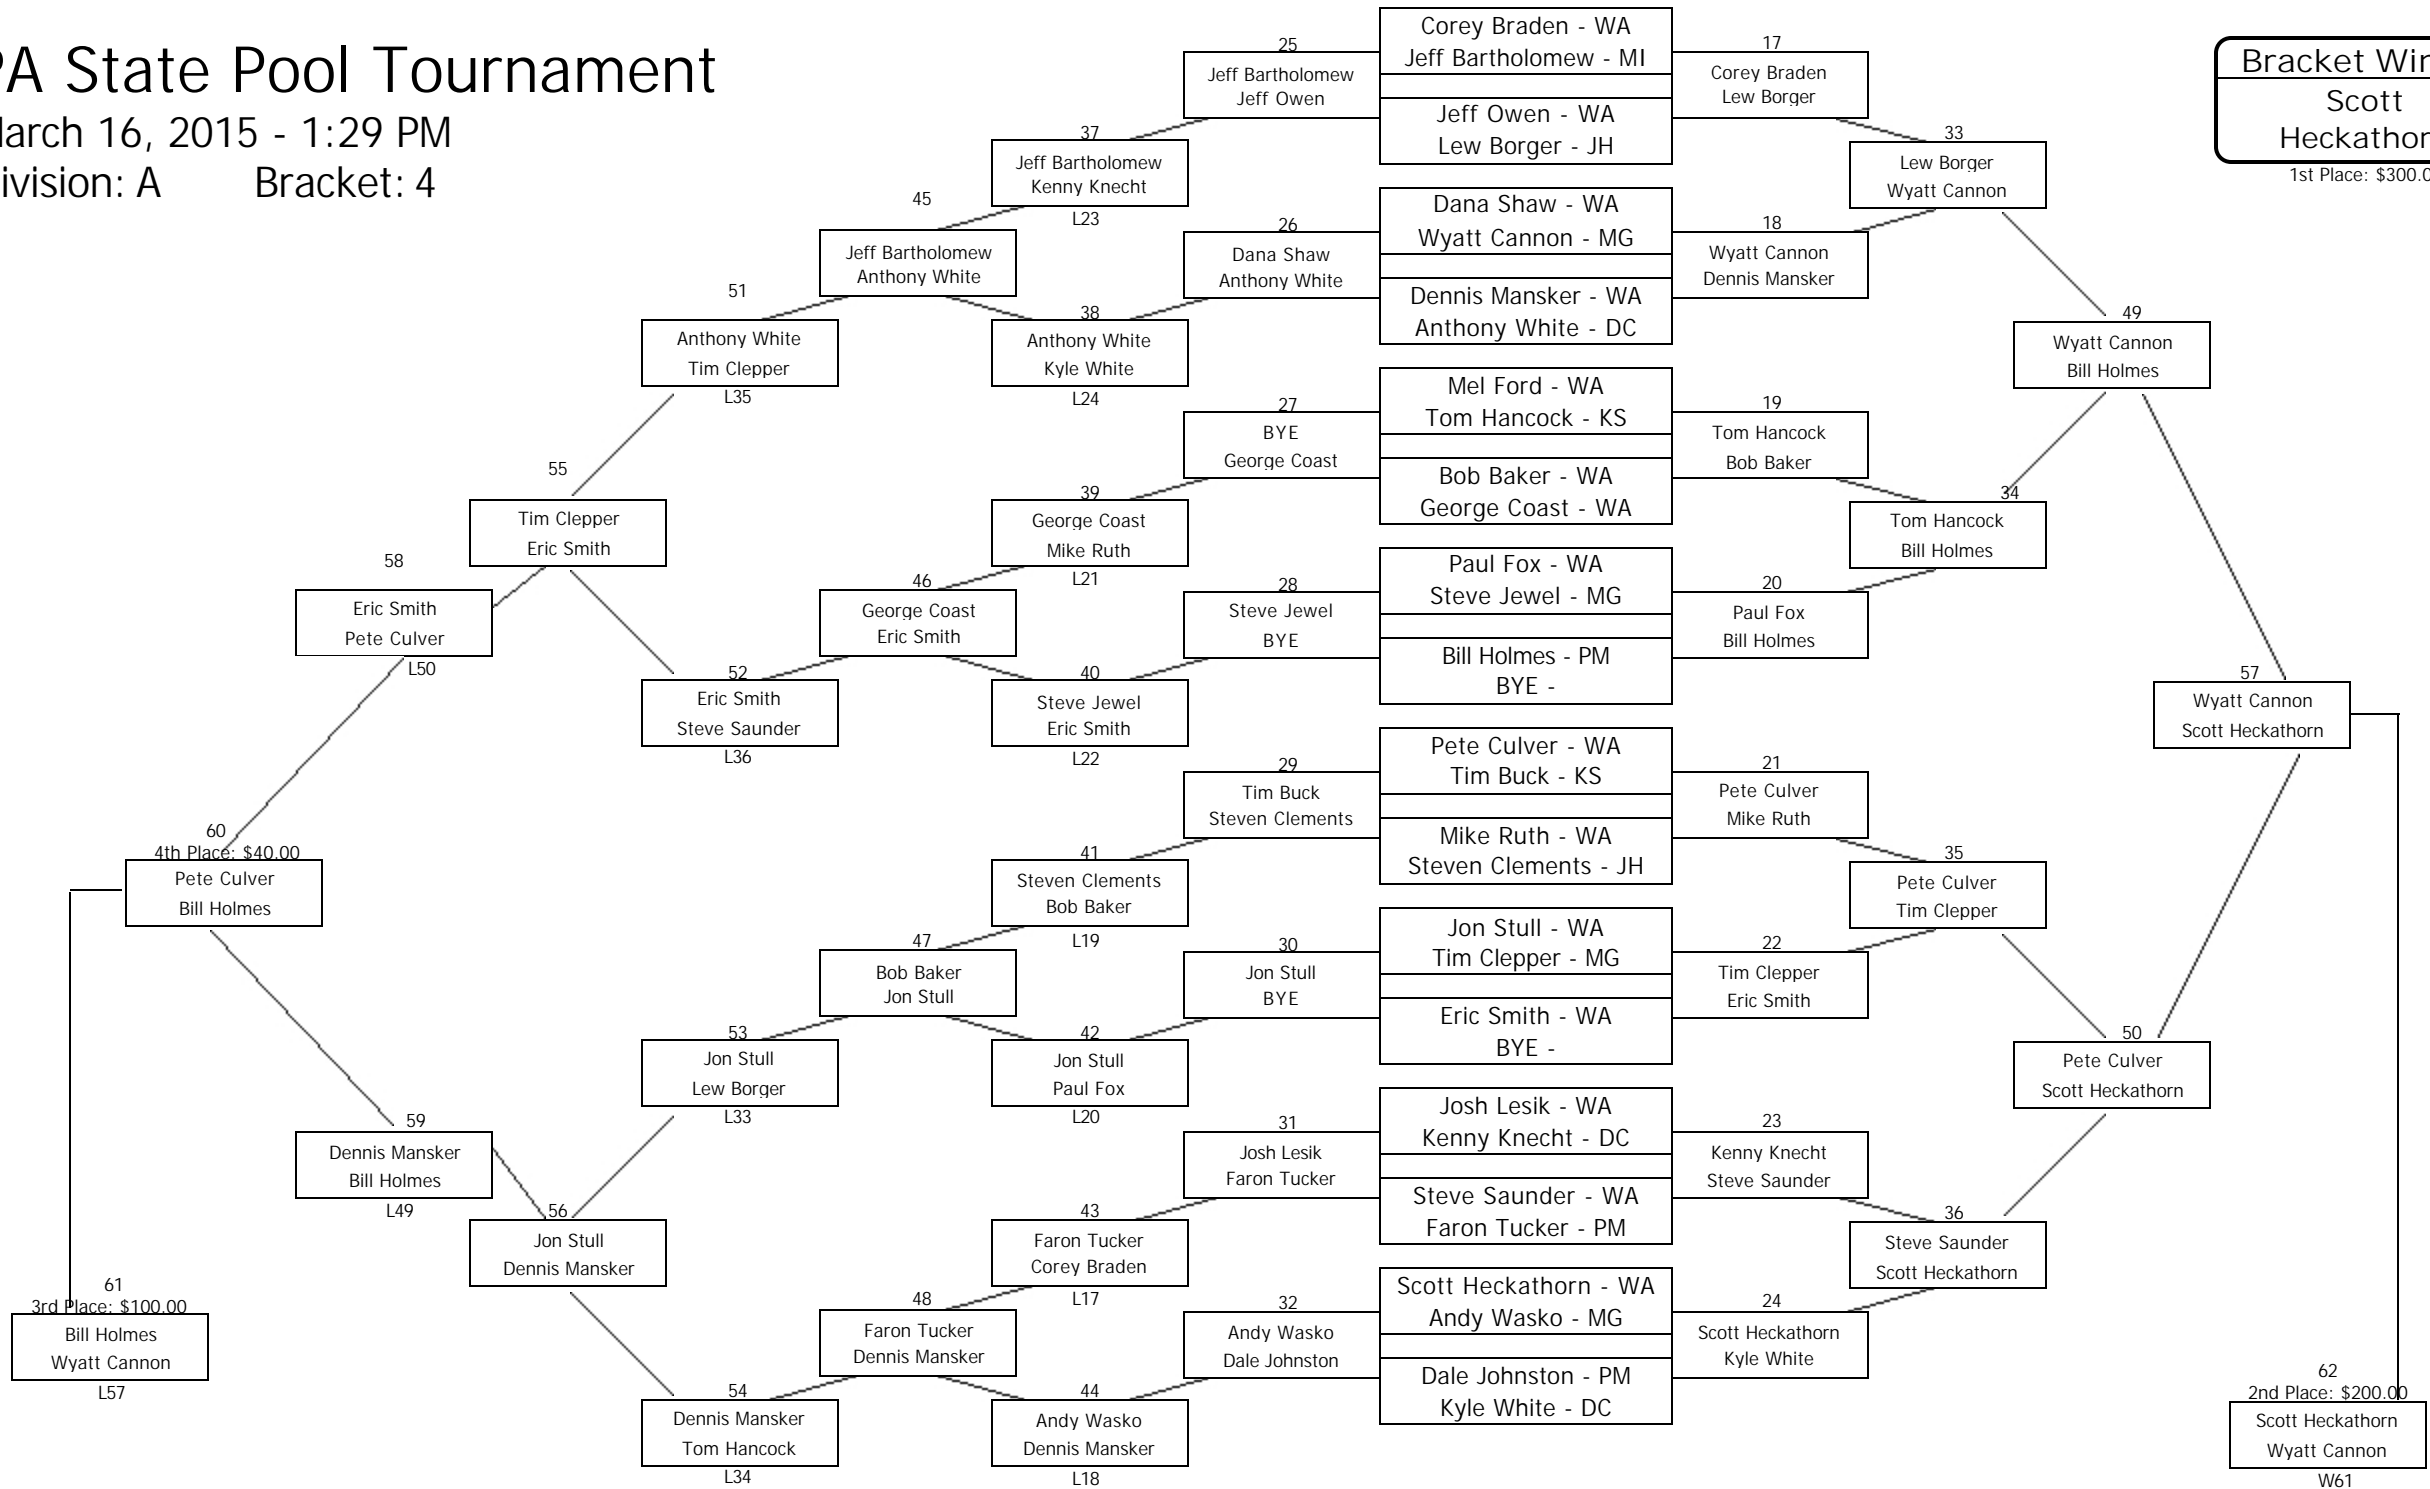 PA State Pool Tournament
March 16, 2015 - 1:29 PM
ivision: A Bracket: 4
Bracket Win
Scott
Heckathor
1st Place: $300.0
Corey Braden - WA
Jeff Bartholomew - MI
Jeff Owen - WA
Lew Borger - JH
Dana Shaw - WA
Wyatt Cannon - MG
Dennis Mansker - WA
Anthony White - DC
Mel Ford - WA
Tom Hancock - KS
Bob Baker - WA
George Coast - WA
Paul Fox - WA
Steve Jewel - MG
Bill Holmes - PM
BYE -
Pete Culver - WA
Tim Buck - KS
Mike Ruth - WA
Steven Clements - JH
Jon Stull - WA
Tim Clepper - MG
Eric Smith - WA
BYE -
Josh Lesik - WA
Kenny Knecht - DC
Steve Saunder - WA
Faron Tucker - PM
Scott Heckathorn - WA
Andy Wasko - MG
Dale Johnston - PM
Kyle White - DC
17
Corey Braden
Lew Borger
18
Wyatt Cannon
Dennis Mansker
19
Tom Hancock
Bob Baker
20
Paul Fox
Bill Holmes
21
Pete Culver
Mike Ruth
22
Tim Clepper
Eric Smith
23
Kenny Knecht
Steve Saunder
24
Scott Heckathorn
Kyle White
25
Jeff Bartholomew
Jeff Owen
26
Dana Shaw
Anthony White
27
BYE
George Coast
28
Steve Jewel
BYE
29
Tim Buck
Steven Clements
30
Jon Stull
BYE
31
Josh Lesik
Faron Tucker
32
Andy Wasko
Dale Johnston
33
Lew Borger
Wyatt Cannon
34
Tom Hancock
Bill Holmes
35
Pete Culver
Tim Clepper
36
Steve Saunder
Scott Heckathorn
37
Jeff Bartholomew
Kenny Knecht
L23
38
Anthony White
Kyle White
L24
39
George Coast
Mike Ruth
L21
40
Steve Jewel
Eric Smith
L22
41
Steven Clements
Bob Baker
L19
42
Jon Stull
Paul Fox
L20
43
Faron Tucker
Corey Braden
L17
44
Andy Wasko
Dennis Mansker
L18
45
Jeff Bartholomew
Anthony White
46
George Coast
Eric Smith
47
Bob Baker
Jon Stull
48
Faron Tucker
Dennis Mansker
49
Wyatt Cannon
Bill Holmes
50
Pete Culver
Scott Heckathorn
51
Anthony White
Tim Clepper
L35
52
Eric Smith
Steve Saunder
L36
53
Jon Stull
Lew Borger
L33
54
Dennis Mansker
Tom Hancock
L34
55
Tim Clepper
Eric Smith
56
Jon Stull
Dennis Mansker
57
Wyatt Cannon
Scott Heckathorn
58
Eric Smith
Pete Culver
L50
59
Dennis Mansker
Bill Holmes
L49
60
4th Place: $40.00
Pete Culver
Bill Holmes
61
3rd Place: $100.00
Bill Holmes
Wyatt Cannon
L57
62
2nd Place: $200.00
Scott Heckathorn
Wyatt Cannon
W61